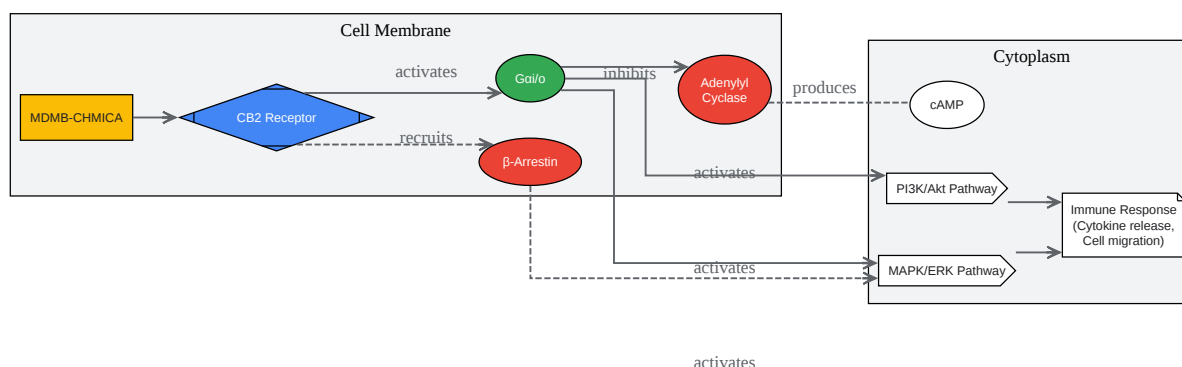 Cell Membrane
Cytoplasm
activates
Gαi/o
inhibits
Adenylyl
Cyclase
produces
cAMP
MDMB-CHMICA
CB2 Receptor
recruits
β-Arrestin
activates
PI3K/Akt Pathway
Immune Response
(Cytokine release,
Cell migration)
activates
MAPK/ERK Pathway
activates